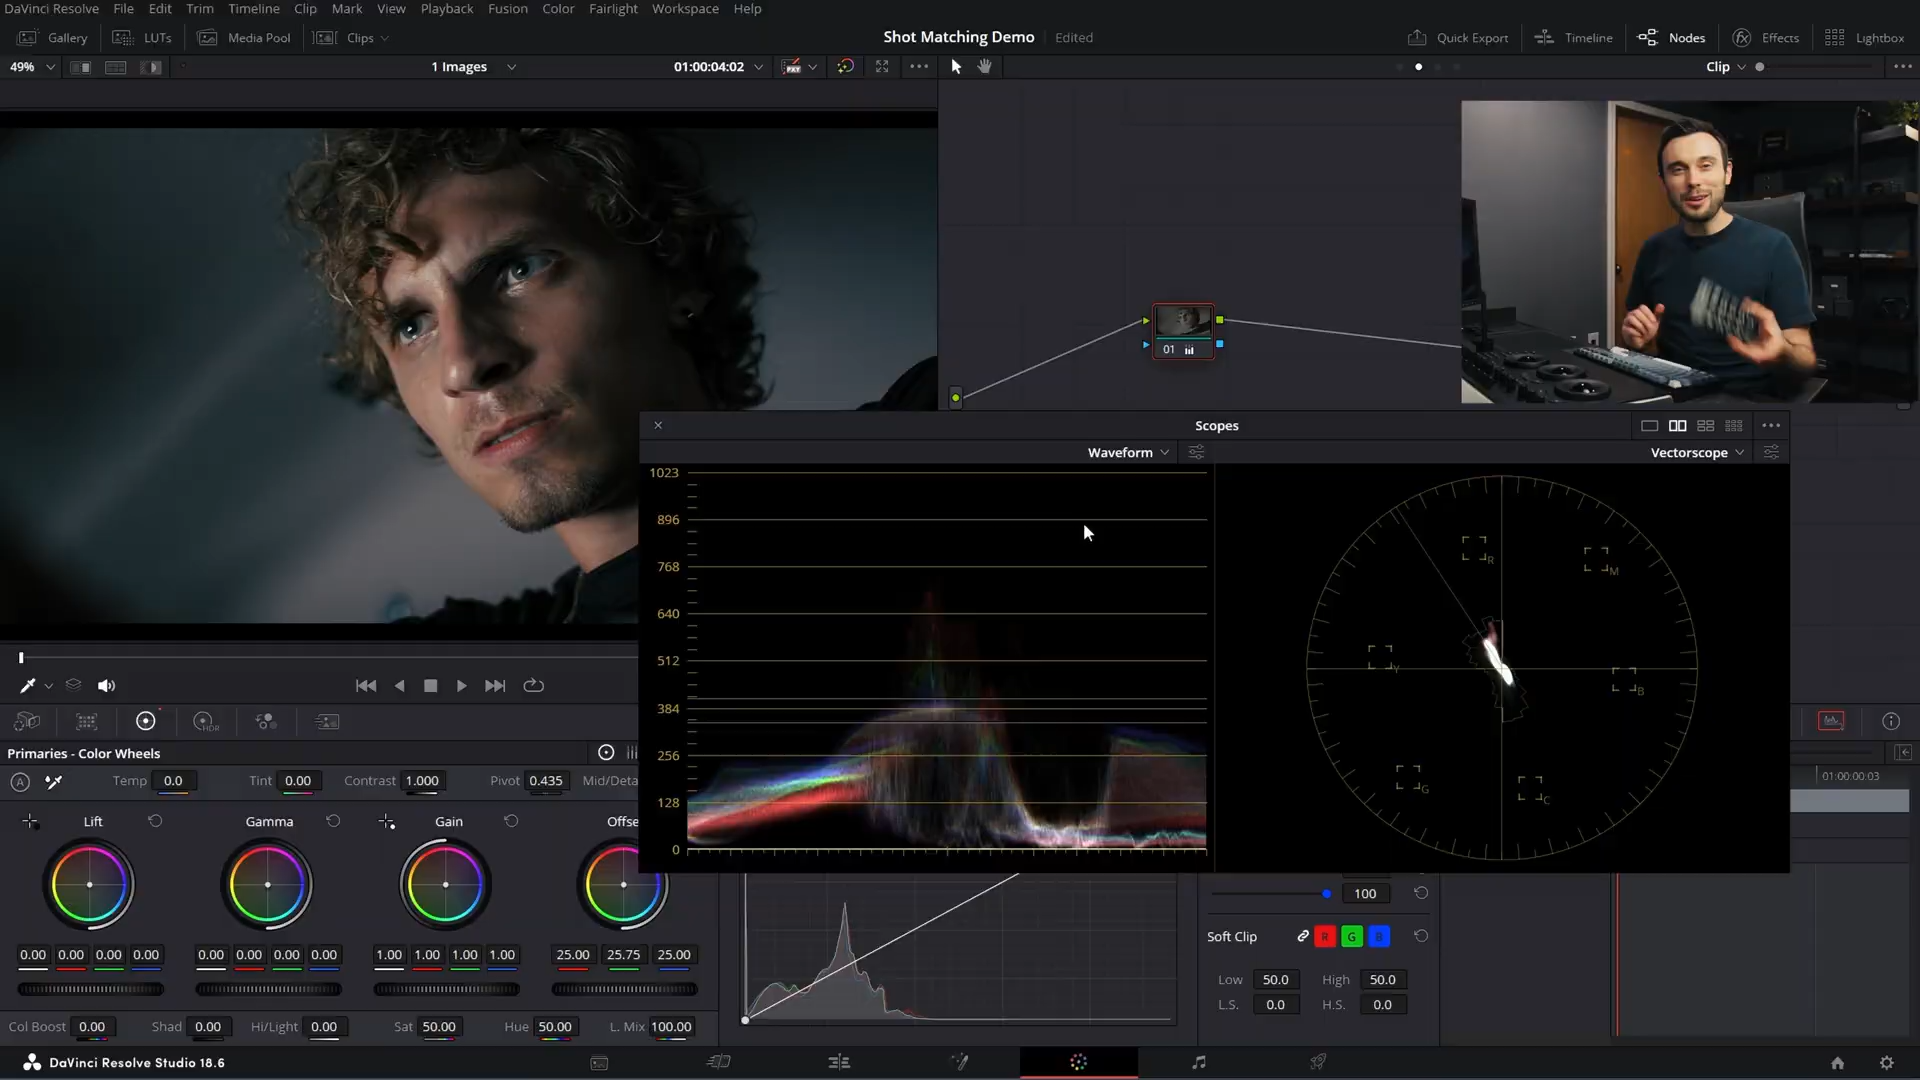 DaVinci Resolve File Edit Trim Timeline Clip Mark View Playback Fusion Color Fairlight Workspace Help
Gallery LUTs Media Pool Clips Shot Matching Demo Edited Quick Export Timeline Nodes Effects Lightbox
49% 1 Images 01:00:04:02 Clip
01
Scopes
Waveform Vectorscope
1023
896
768
640
512
384
256
128
0
R
M
Y
B
G
C
Primaries - Color Wheels
Temp 0.0 Tint 0.00 Contrast 1.000 Pivot 0.435 Mid/Deta
01:00:00:03
Lift Gamma Gain Offse
0.00 0.00 0.00 0.00 0.00 0.00 0.00 0.00 1.00 1.00 1.00 1.00 25.00 25.75 25.00
Col Boost 0.00 Shad 0.00 Hi/Light 0.00 Sat 50.00 Hue 50.00 L. Mix 100.00
100
Soft Clip R G B
Low 50.0 High 50.0
L.S. 0.0 H.S. 0.0
DaVinci Resolve Studio 18.6